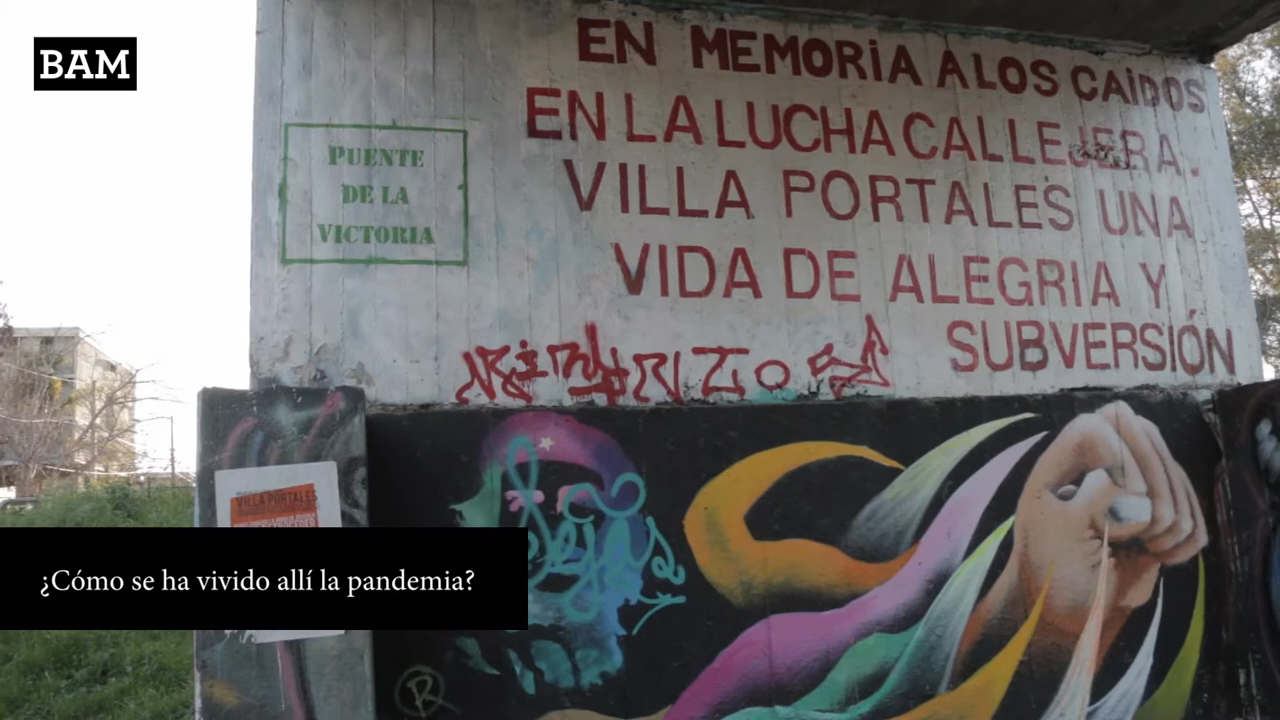 BAM
EN MEMORiA A LOS CAiDOS
EN LA LUCHA CALLEJERA.
VILLA PORTALES UNA
VIDA DE ALEGRIA Y
SUBVERSIÓN
PUENTE
DE LA
VICTORIA
VILLA PORTALES
¿Cómo se ha vivido allí la pandemia?
R